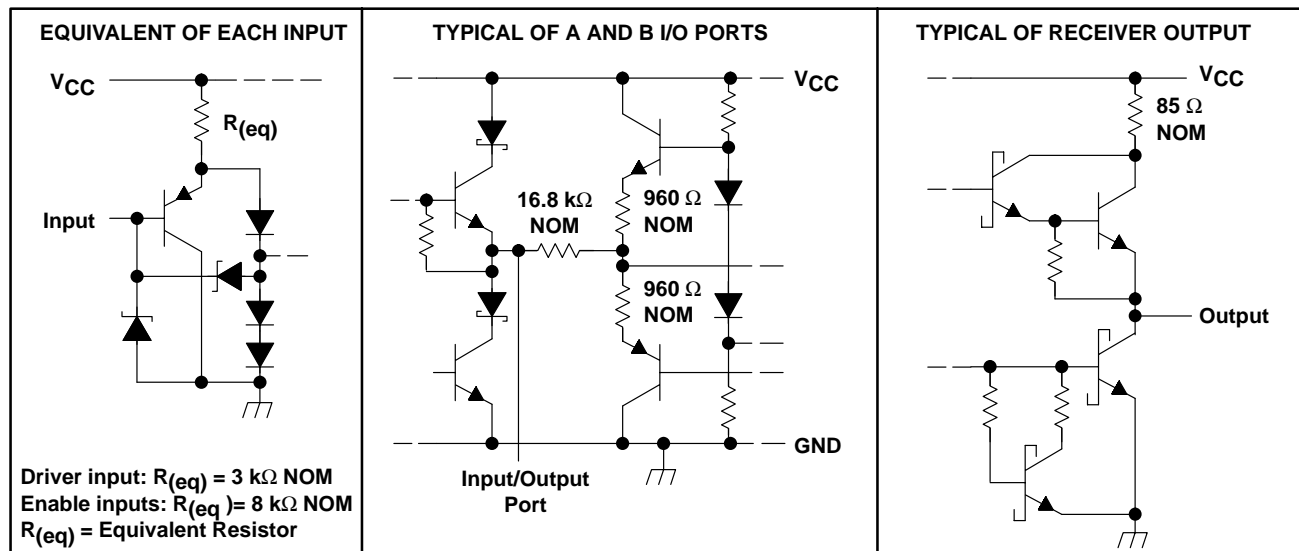 EQUIVALENT OF EACH INPUT
VCC
R(eq)
Input
Driver input: R(eq) = 3 kΩ NOM
Enable inputs: R(eq )= 8 kΩ NOM
R(eq) = Equivalent Resistor
TYPICAL OF A AND B I/O PORTS
VCC
16.8 kΩ
NOM
960 Ω
NOM
960 Ω
NOM
GND
Input/Output
Port
TYPICAL OF RECEIVER OUTPUT
VCC
85 Ω
NOM
Output